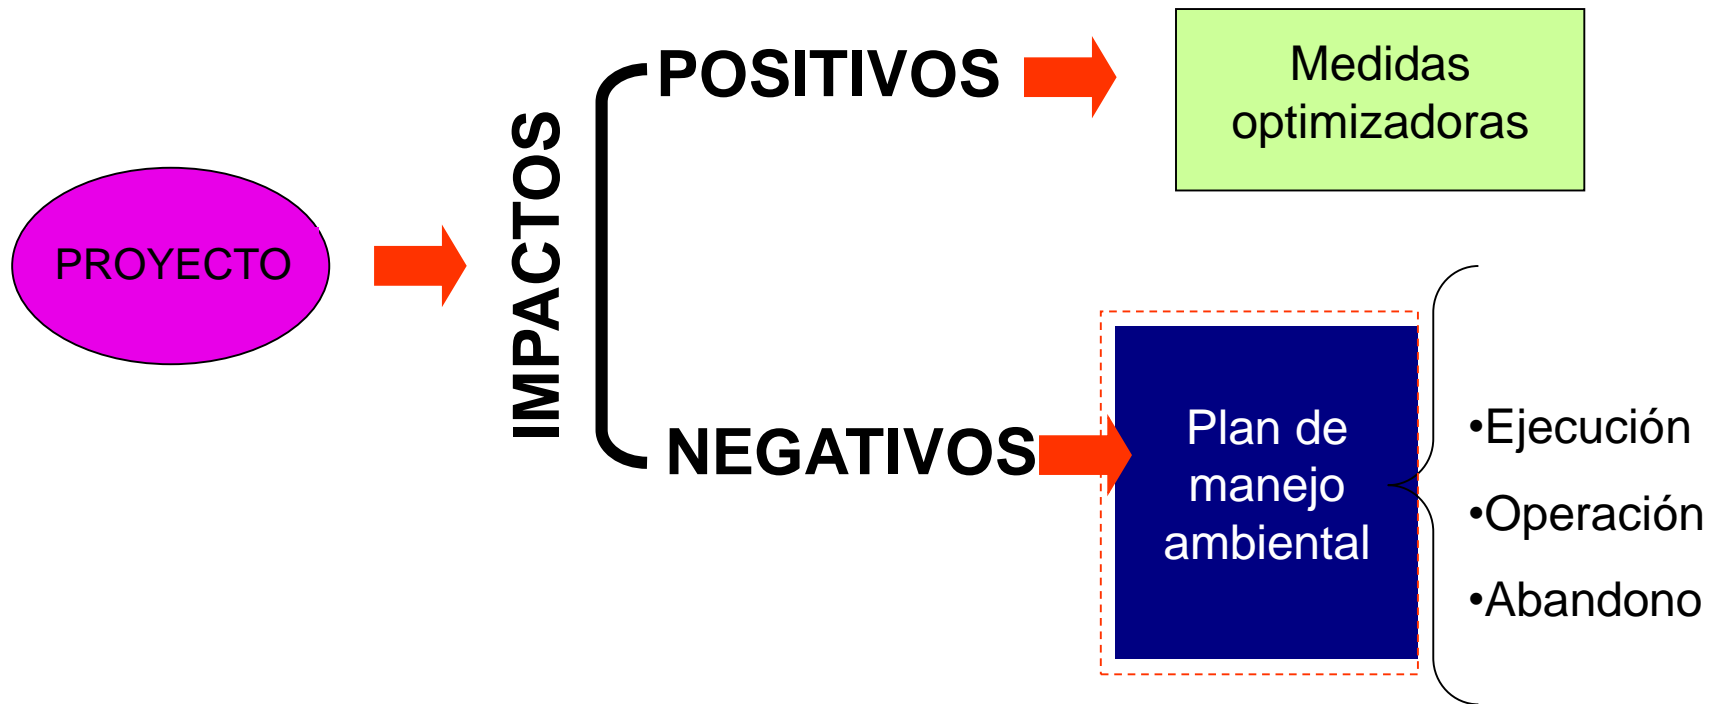 PROYECTO
IMPACTOS
POSITIVOS
Medidas
optimizadoras
NEGATIVOS
Plan de
manejo
ambiental
•Ejecución
•Operación
•Abandono